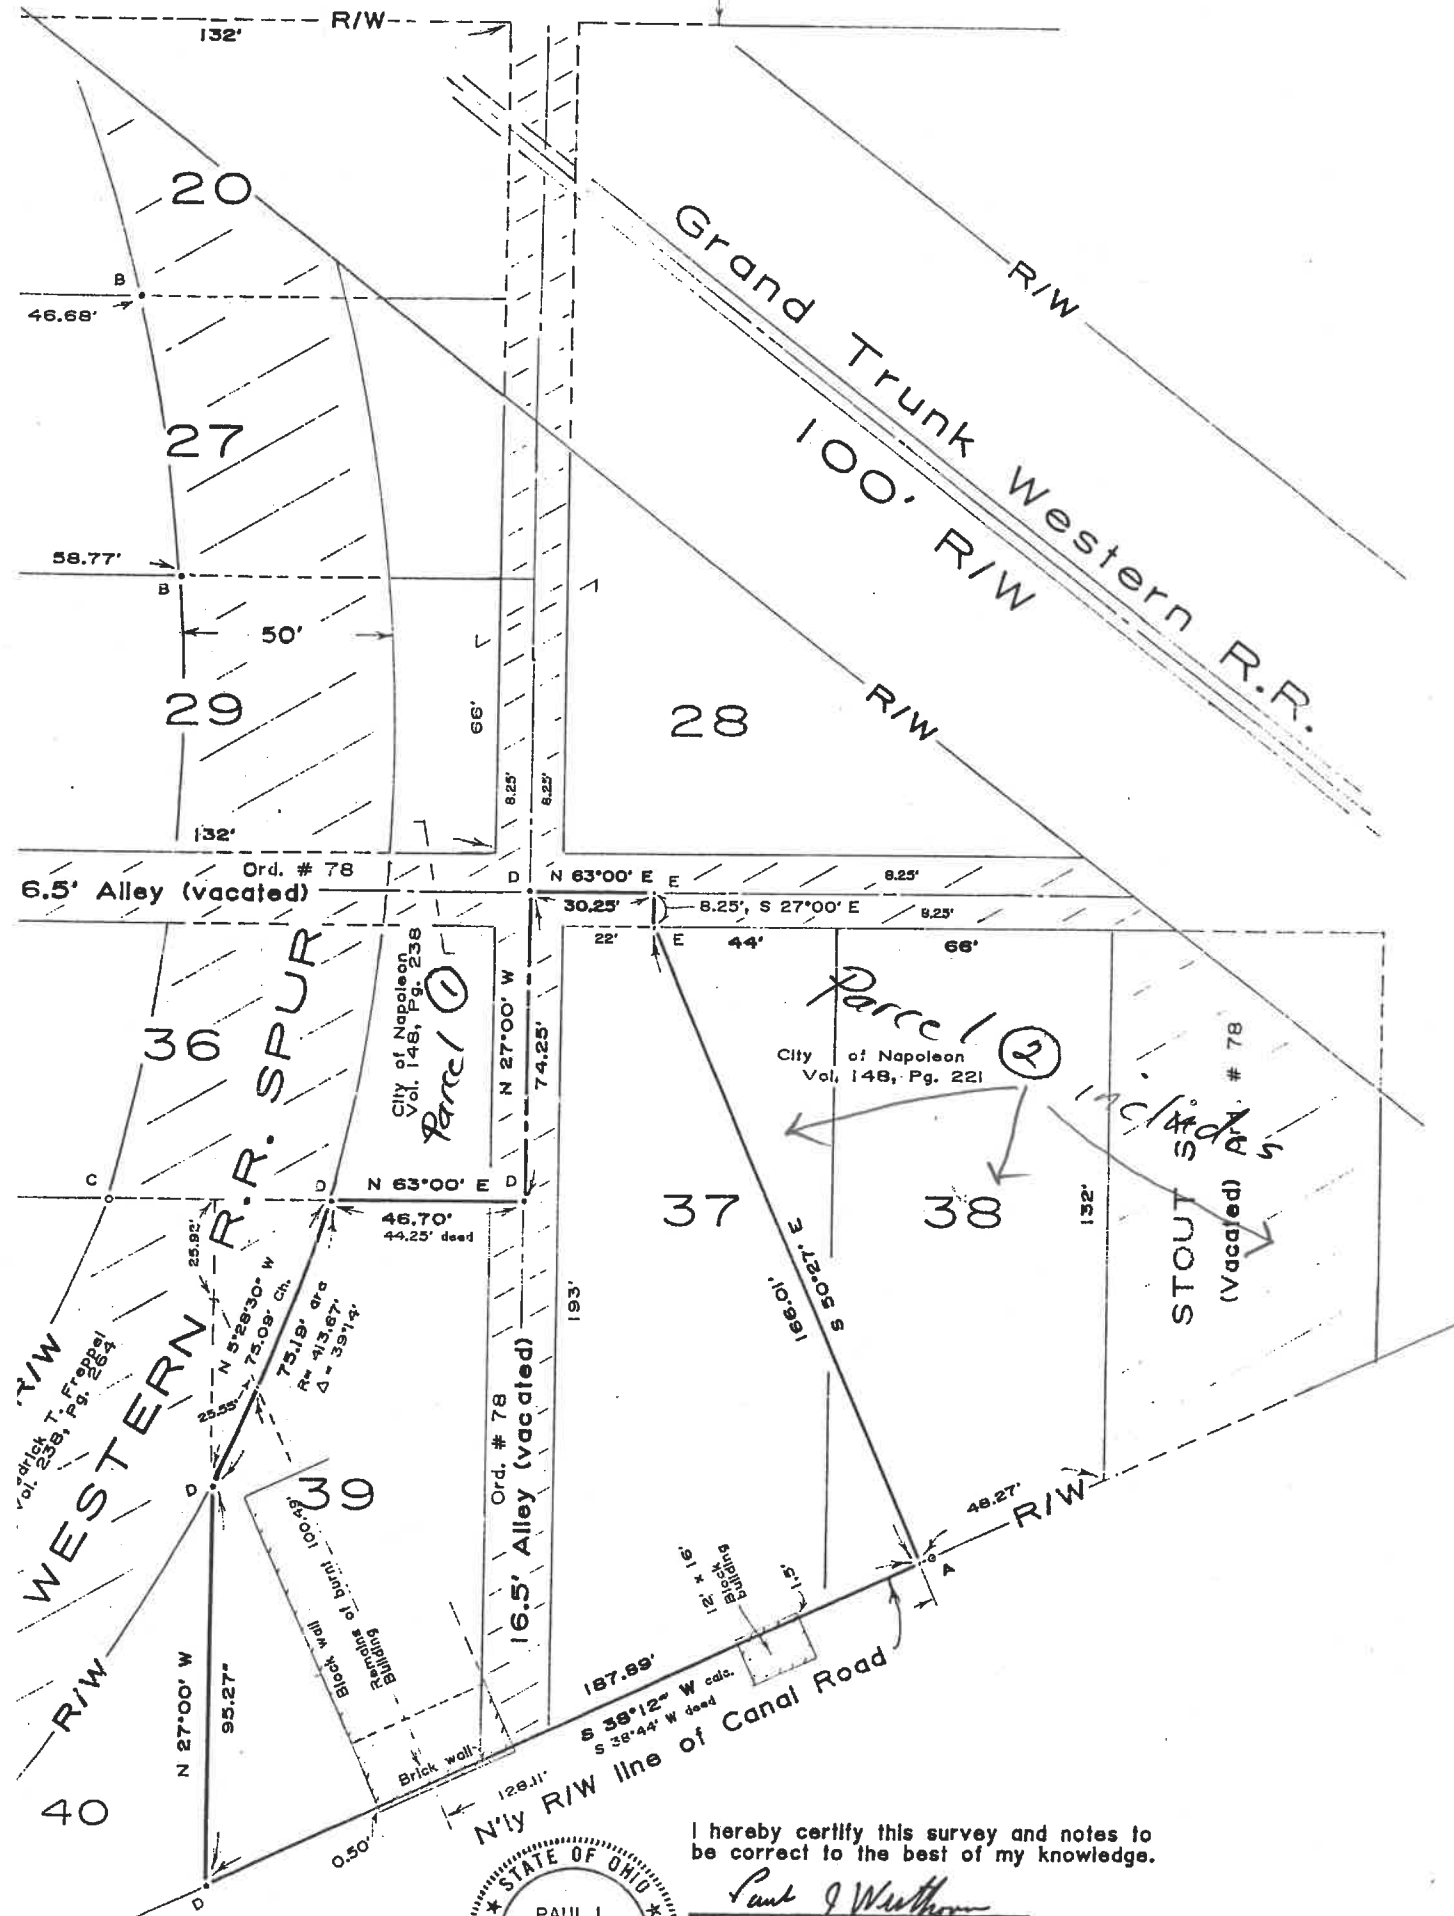 R/W
132'
20
B
46.68'
Grand Trunk Western R.R.
100' R/W
R/W
27
58.77'
B
50'
29
66'
28
R/W
8.25'
8.25'
132'
Ord. # 78
6.5' Alley (vacated)
D
N 63°00' E
E
30.25'
8.25', S 27°00' E
8.25'
8.25'
22'
E
44'
66'
36
R.R. SPUR
City of Napoleon
Vol. 148, Pg. 238
Parcel 1
N 27°00' W
74.25'
Parcel 2
City of Napoleon
Vol. 148, Pg. 221
includes
# 78
STOUT
(Vacated)
C
D
N 63°00' E
D
46.70'
44.25' deed
25.92'
37
38
132'
S 50°27' E
166.01'
193'
N 5°28'30" W
75.09' Ch.
75.19' arc
R= 413.67'
Δ = 39°14'
25.55'
R/W
T. Freppel
Vol. 238, Pg. 264
WESTERN
D
39
Ord. # 78
16.5' Alley (vacated)
100.49'
Remains of burnt
Building
Block wall
48.27'
R/W
A
12' x 16'
Block
building
1.5'
R/W
N 27°00' W
95.27"
187.89'
S 38°12" W calc.
S 38°44' W deed
N'ly R/W line of Canal Road
Brick wall
128.11'
0.50'
40
D
I hereby certify this survey and notes to
be correct to the best of my knowledge.
STATE OF OHIO
PAUL J.
Paul J Westhoven